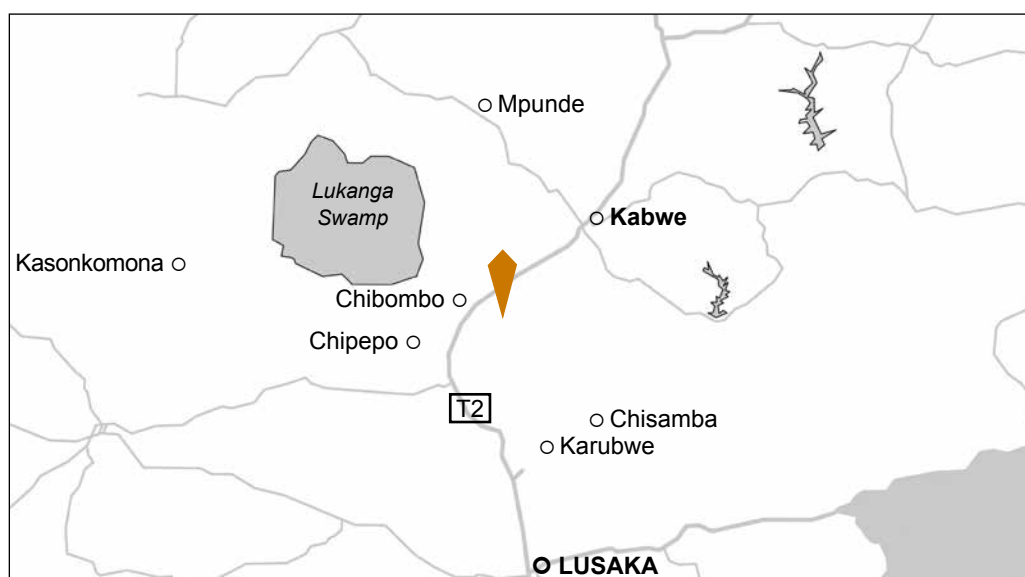 Mpunde
Lukanga
Swamp
Kabwe
Kasonkomona
Chibombo
Chipepo
T2
Chisamba
Karubwe
LUSAKA